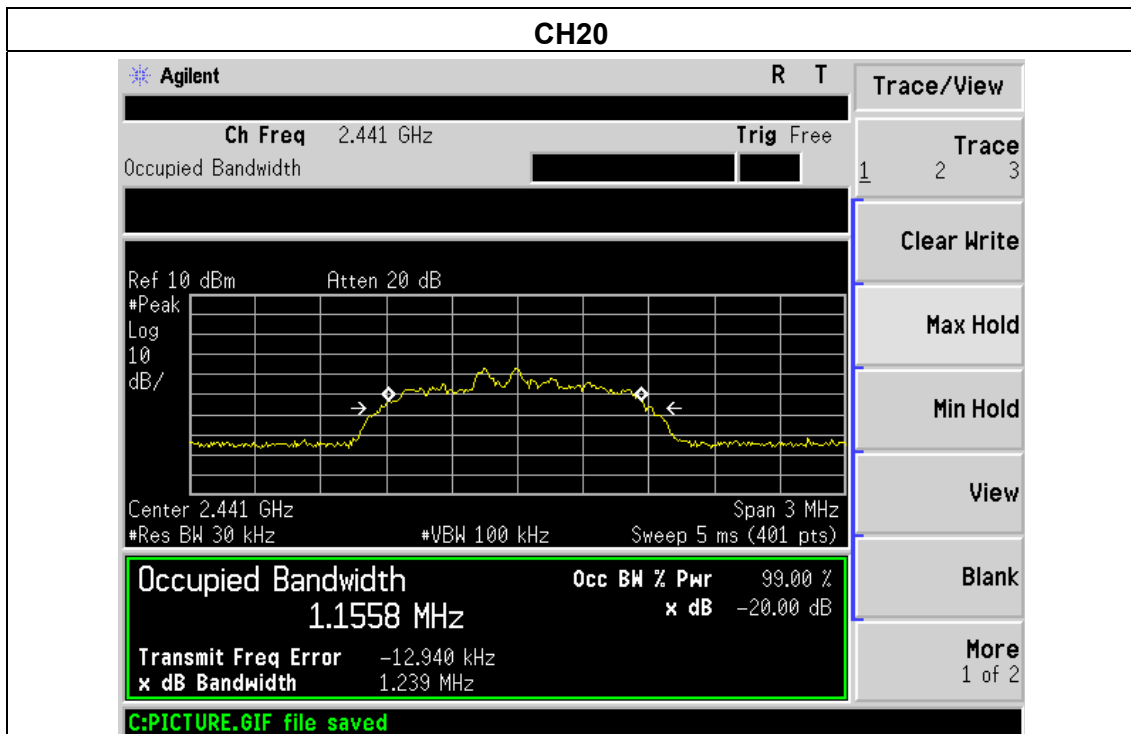 CH20
Agilent R T
Trace/View
Ch Freq 2.441 GHz Trig Free
Occupied Bandwidth
Trace
1 2 3
Clear Write
Max Hold
Min Hold
View
Blank
More
1 of 2
Ref 10 dBm Atten 20 dB
#Peak
Log
10
dB/
Center 2.441 GHz Span 3 MHz
#Res BW 30 kHz #VBW 100 kHz Sweep 5 ms (401 pts)
Occupied Bandwidth
1.1558 MHz
Occ BW % Pwr 99.00 %
x dB -20.00 dB
Transmit Freq Error -12.940 kHz
x dB Bandwidth 1.239 MHz
C:PICTURE.GIF file saved